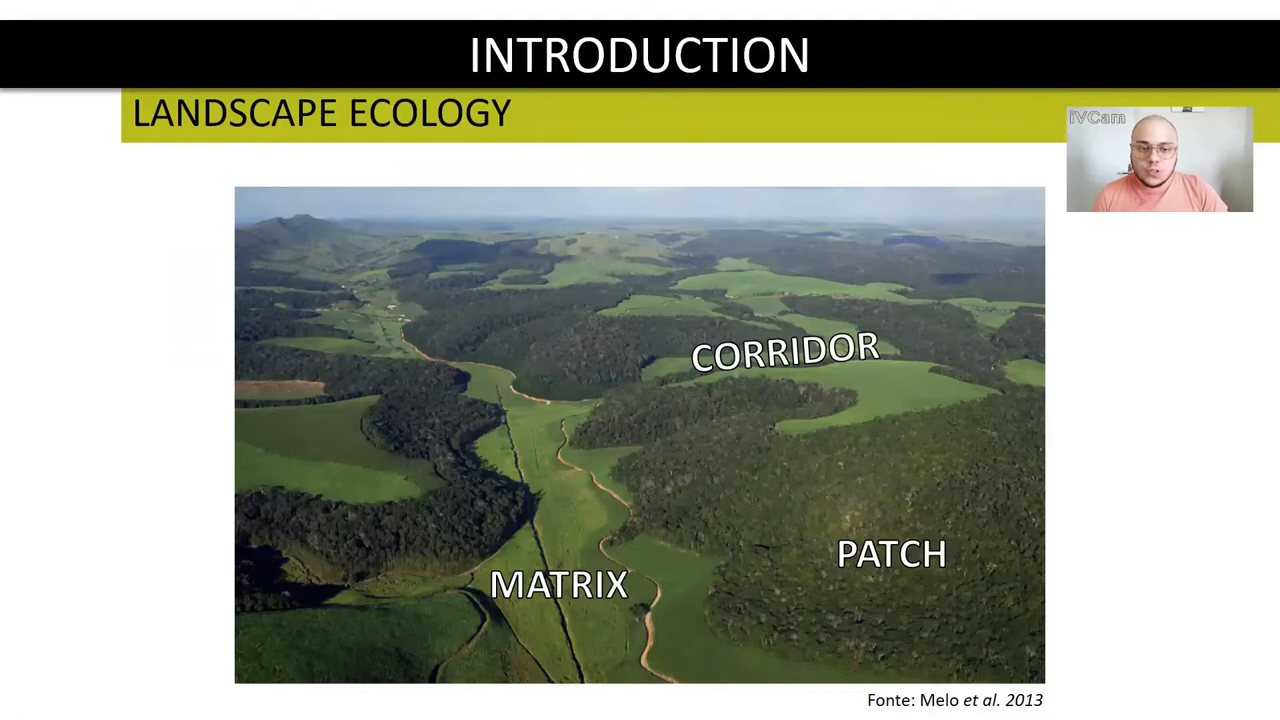 INTRODUCTION
LANDSCAPE ECOLOGY
iVCam
CORRIDOR
PATCH
MATRIX
Fonte: Melo et al. 2013